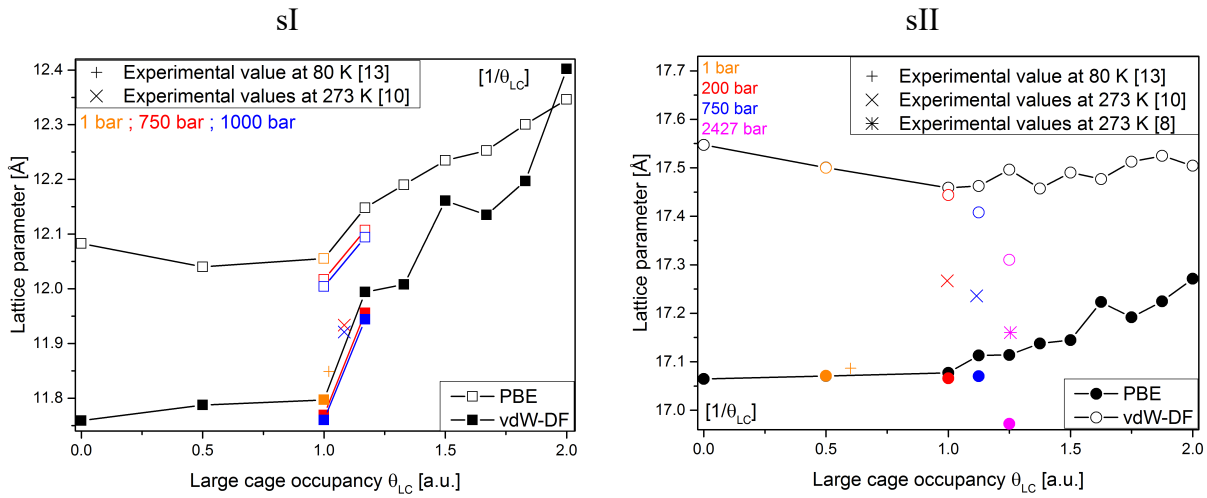 sI
Lattice parameter [Å]
12.4
12.3
12.2
12.1
12.0
11.9
11.8
+ Experimental value at 80 K [13]
× Experimental values at 273 K [10]
1 bar ; 750 bar ; 1000 bar
[1/θLC]
PBE
vdW-DF
0.0 0.5 1.0 1.5 2.0
Large cage occupancy θLC [a.u.]
sII
Lattice parameter [Å]
17.7
17.6
17.5
17.4
17.3
17.2
17.1
17.0
1 bar
200 bar
750 bar
2427 bar
Experimental value at 80 K [13]
Experimental values at 273 K [10]
Experimental values at 273 K [8]
[1/θLC]
PBE
vdW-DF
0.0 0.5 1.0 1.5 2.0
Large cage occupancy θLC [a.u.]